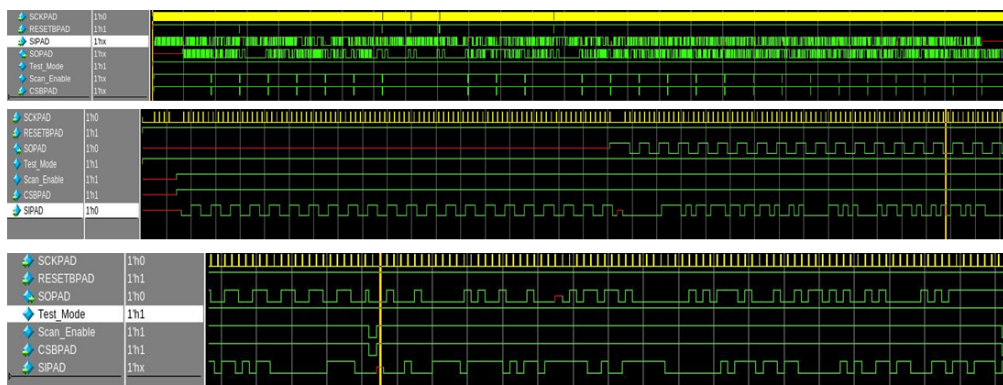 SCKPAD 1'h0
RESETBPAD 1'h1
SIPAD 1'hx
SOPAD 1'hx
Test_Mode 1'h1
Scan_Enable 1'hx
CSBPAD 1'hx
SCKPAD 1'h0
RESETBPAD 1'h1
SOPAD 1'h0
Test_Mode 1'h1
Scan_Enable 1'h1
CSBPAD 1'h1
SIPAD 1'h0
SCKPAD 1'h0
RESETBPAD 1'h1
SOPAD 1'h0
Test_Mode 1'h1
Scan_Enable 1'h1
CSBPAD 1'h1
SIPAD 1'hx